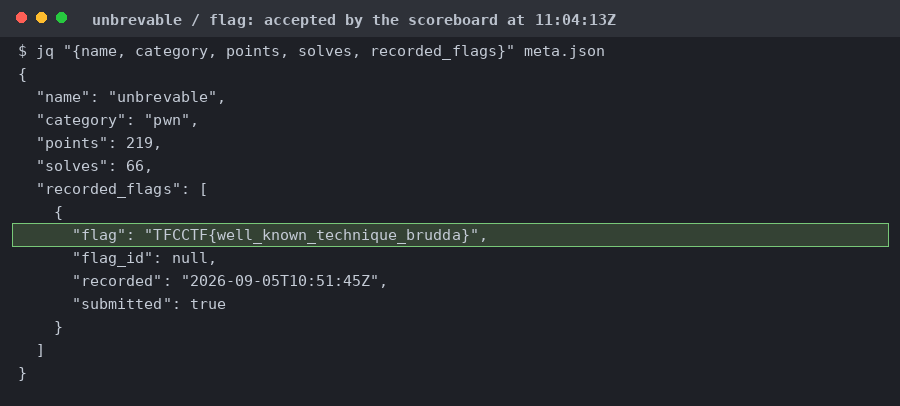 unbrevable / flag: accepted by the scoreboard at 11:04:13Z
$ jq "{name, category, points, solves, recorded_flags}" meta.json
{
  "name": "unbrevable",
  "category": "pwn",
  "points": 219,
  "solves": 66,
  "recorded_flags": [
    {
      "flag": "TFCCTF{well_known_technique_brudda}",
      "flag_id": null,
      "recorded": "2026-09-05T10:51:45Z",
      "submitted": true
    }
  ]
}